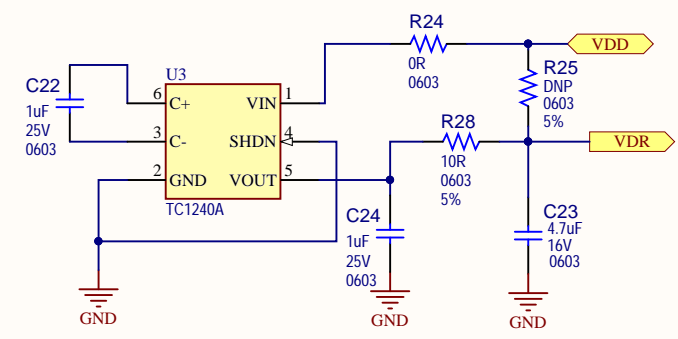 R24
0R
0603
VDD
R25
DNP
0603
5%
C22
1uF
25V
0603
U3
6 C+ VIN 1
3 C- SHDN 4
2 GND VOUT 5
TC1240A
R28
10R
0603
5%
VDR
C24
1uF
25V
0603
C23
4.7uF
16V
0603
GND
GND
GND